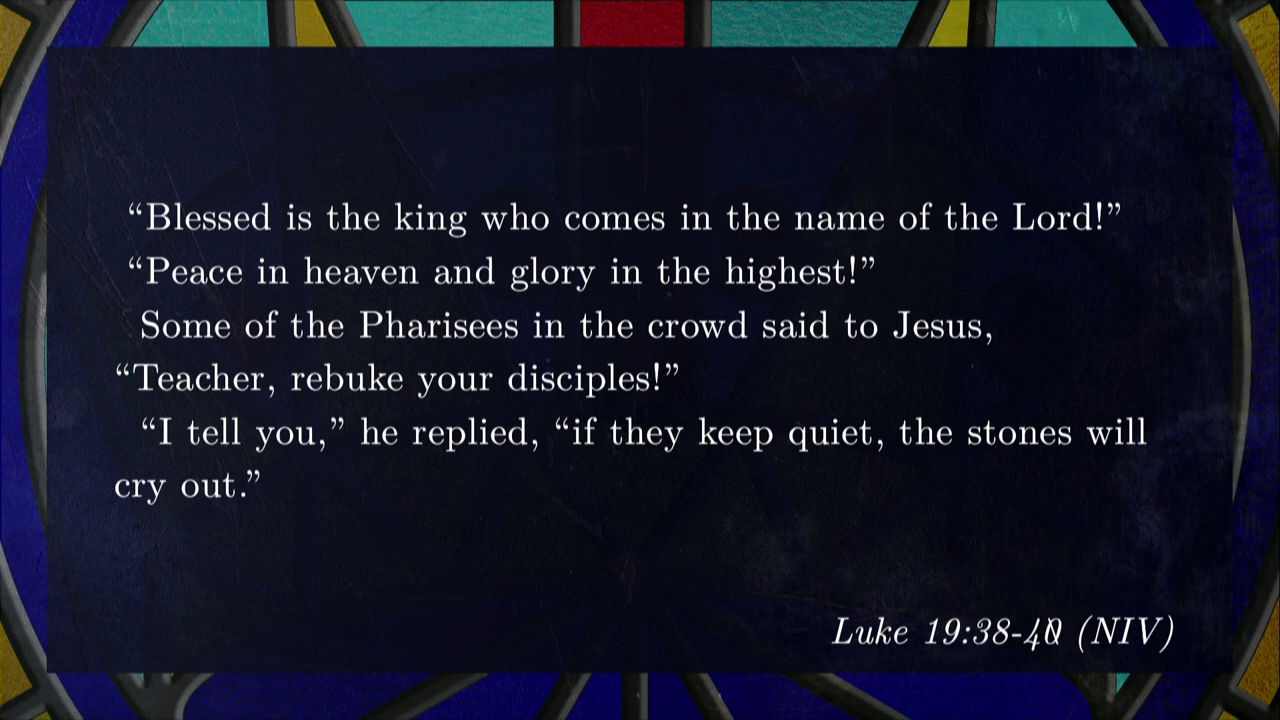 “Blessed is the king who comes in the name of the Lord!”
“Peace in heaven and glory in the highest!”
Some of the Pharisees in the crowd said to Jesus,
“Teacher, rebuke your disciples!”
“I tell you,” he replied, “if they keep quiet, the stones will
cry out.”
Luke 19:38-40 (NIV)